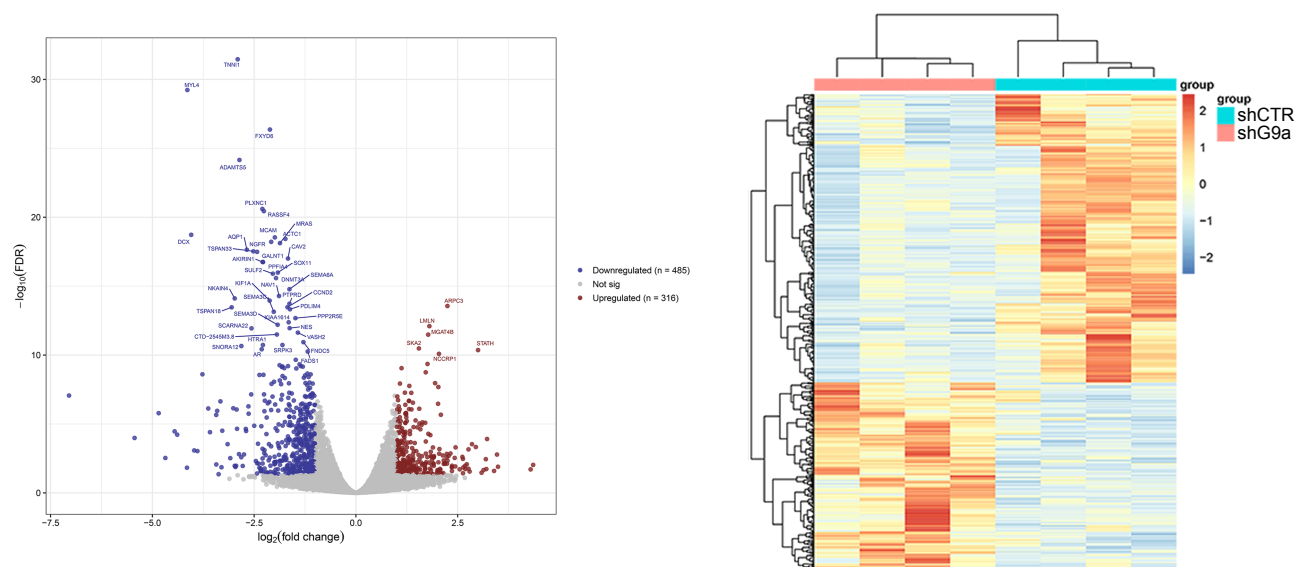 30
20
10
0
−log10(FDR)
−7.5
−5.0
−2.5
0.0
2.5
log2(fold change)
TNNI1
MYL4
FXYD6
ADAMTS5
PLXNC1
RASSF4
MRAS
MCAM
ACTC1
DCX
AQP1
NGFR
CAV2
TSPAN33
GALNT1
AKIRIN1
SOX11
PPFIA4
SULF2
SEMA6A
DNMT3A
KIF1A
NAV1
NKAIN4
PTPRD
CCND2
SEMA3C
PDLIM4
TSPAN18
SEMA3D
KIAA1614
PPP2R5E
SCARNA22
NES
CTD−2545M3.8
VASH2
HTRA1
SNORA12
AR
SRPK3
FNDC5
FADS1
ARPC3
LMLN
MGAT4B
SKA2
STATH
NCCRP1
Downregulated (n = 485)
Not sig
Upregulated (n = 316)
group
2
1
0
−1
−2
group
shCTR
shG9a